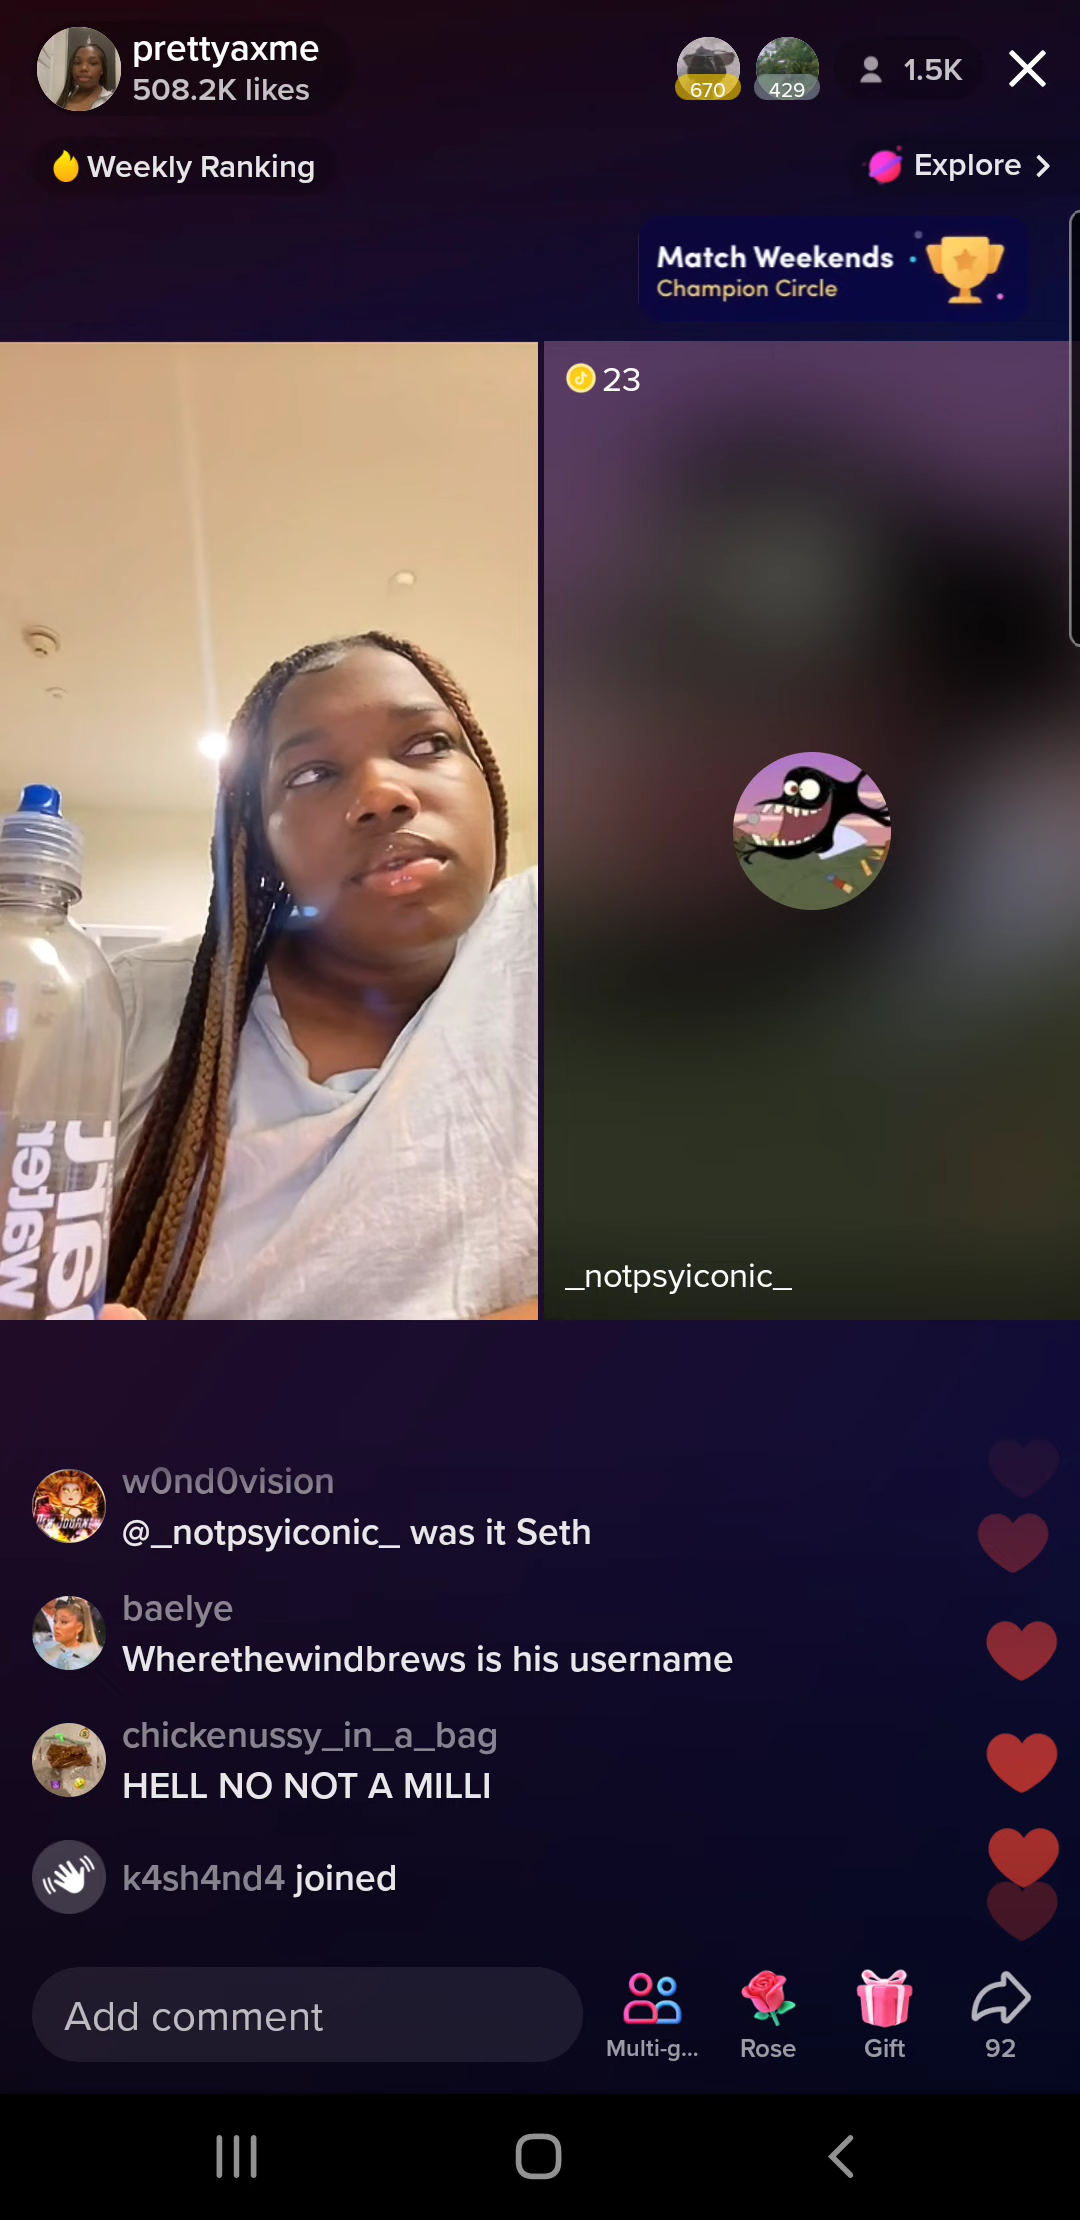 prettyaxme
508.2K likes
670
429
1.5K
Weekly Ranking
Explore
Match Weekends
Champion Circle
23
_notpsyiconic_
water
w0nd0vision
@_notpsyiconic_ was it Seth
baelye
Wherethewindbrews is his username
chickenussy_in_a_bag
HELL NO NOT A MILLI
k4sh4nd4 joined
Add comment
Multi-g...
Rose
Gift
92